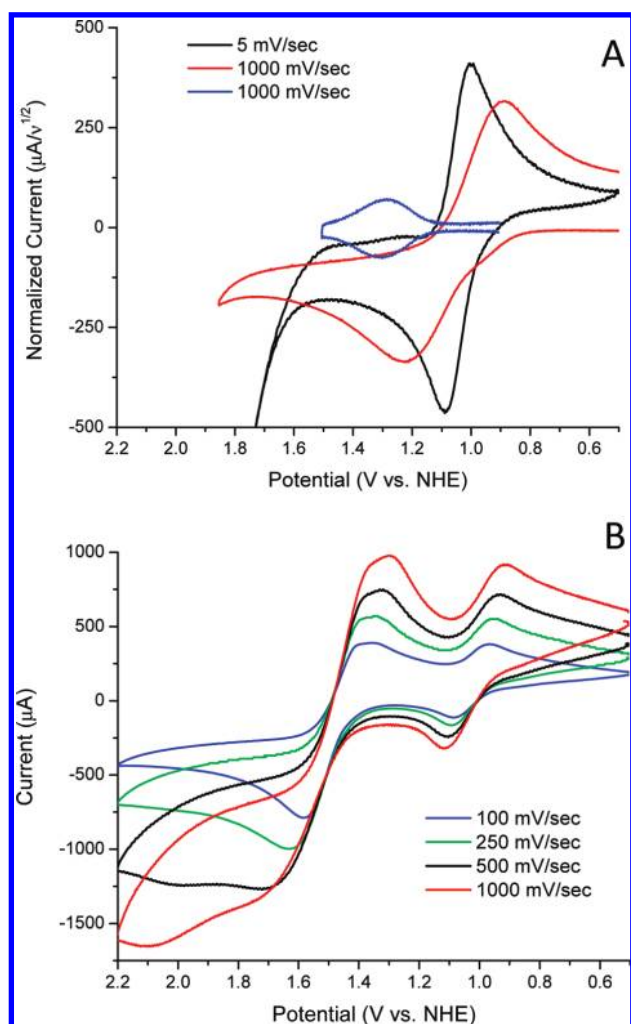 A
5 mV/sec
1000 mV/sec
1000 mV/sec
500
250
0
-250
-500
Normalized Current (μA/ν^1/2)
2.2 2.0 1.8 1.6 1.4 1.2 1.0 0.8 0.6
Potential (V vs. NHE)
B
1000
500
0
-500
-1000
-1500
Current (μA)
100 mV/sec
250 mV/sec
500 mV/sec
1000 mV/sec
2.2 2.0 1.8 1.6 1.4 1.2 1.0 0.8 0.6
Potential (V vs. NHE)